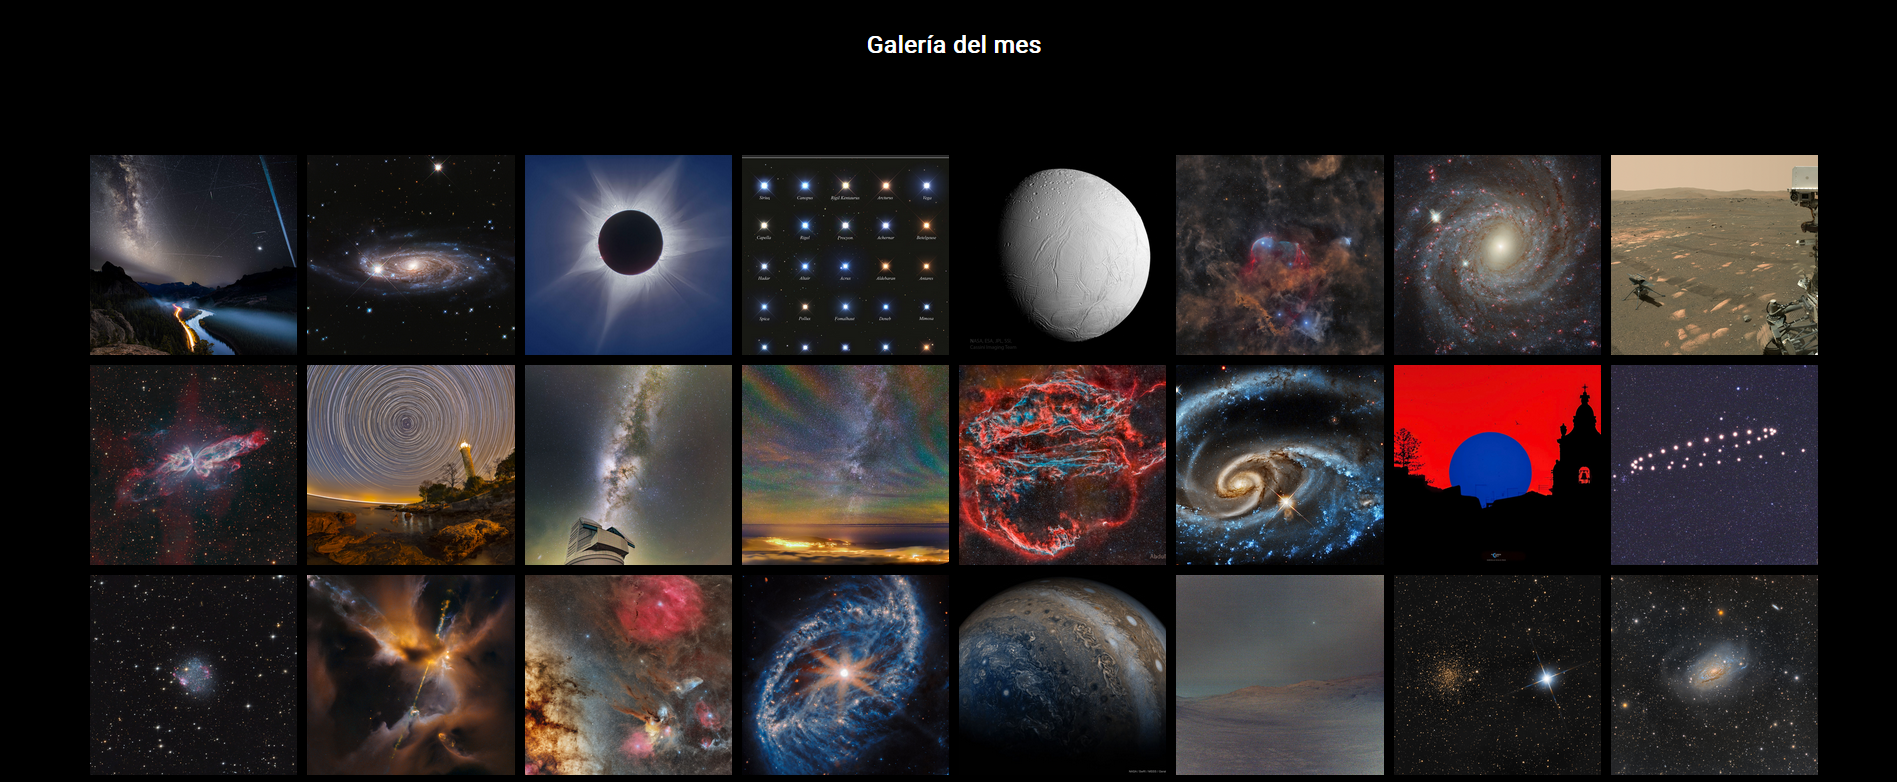 Galería del mes
Sirius Canopus Rigil Kentaurus Arcturus Vega
Capella Rigel Procyon Achernar Betelgeuse
Hadar Altair Acrux Aldebaran Antares
Spica Pollux Fomalhaut Deneb Mimosa